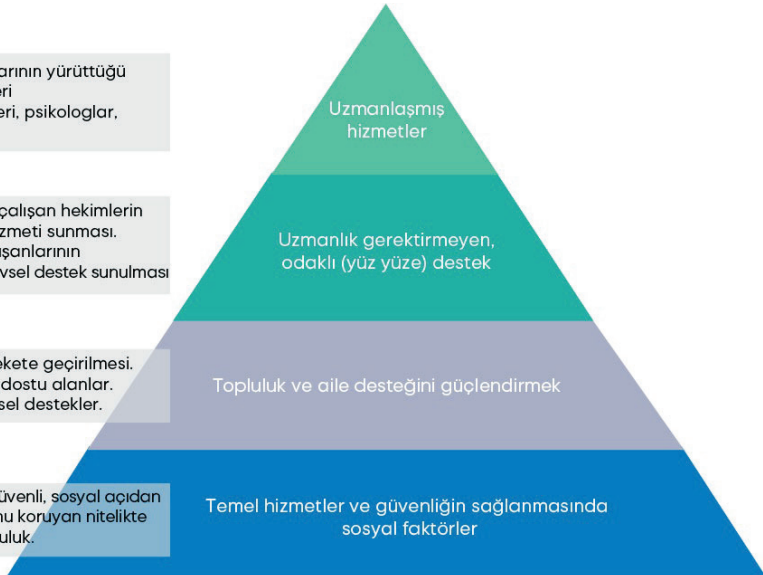 arının yürüttüğü
eri
eri, psikologlar,
Uzmanlaşmış
hizmetler
çalışan hekimlerin
zmeti sunması.
ışanlarının
vsel destek sunulması
Uzmanlık gerektirmeyen,
odaklı (yüz yüze) destek
ekete geçirilmesi.
dostu alanlar.
sel destekler.
Topluluk ve aile desteğini güçlendirmek
üvenli, sosyal açıdan
nu koruyan nitelikte
uluk.
Temel hizmetler ve güvenliğin sağlanmasında
sosyal faktörler